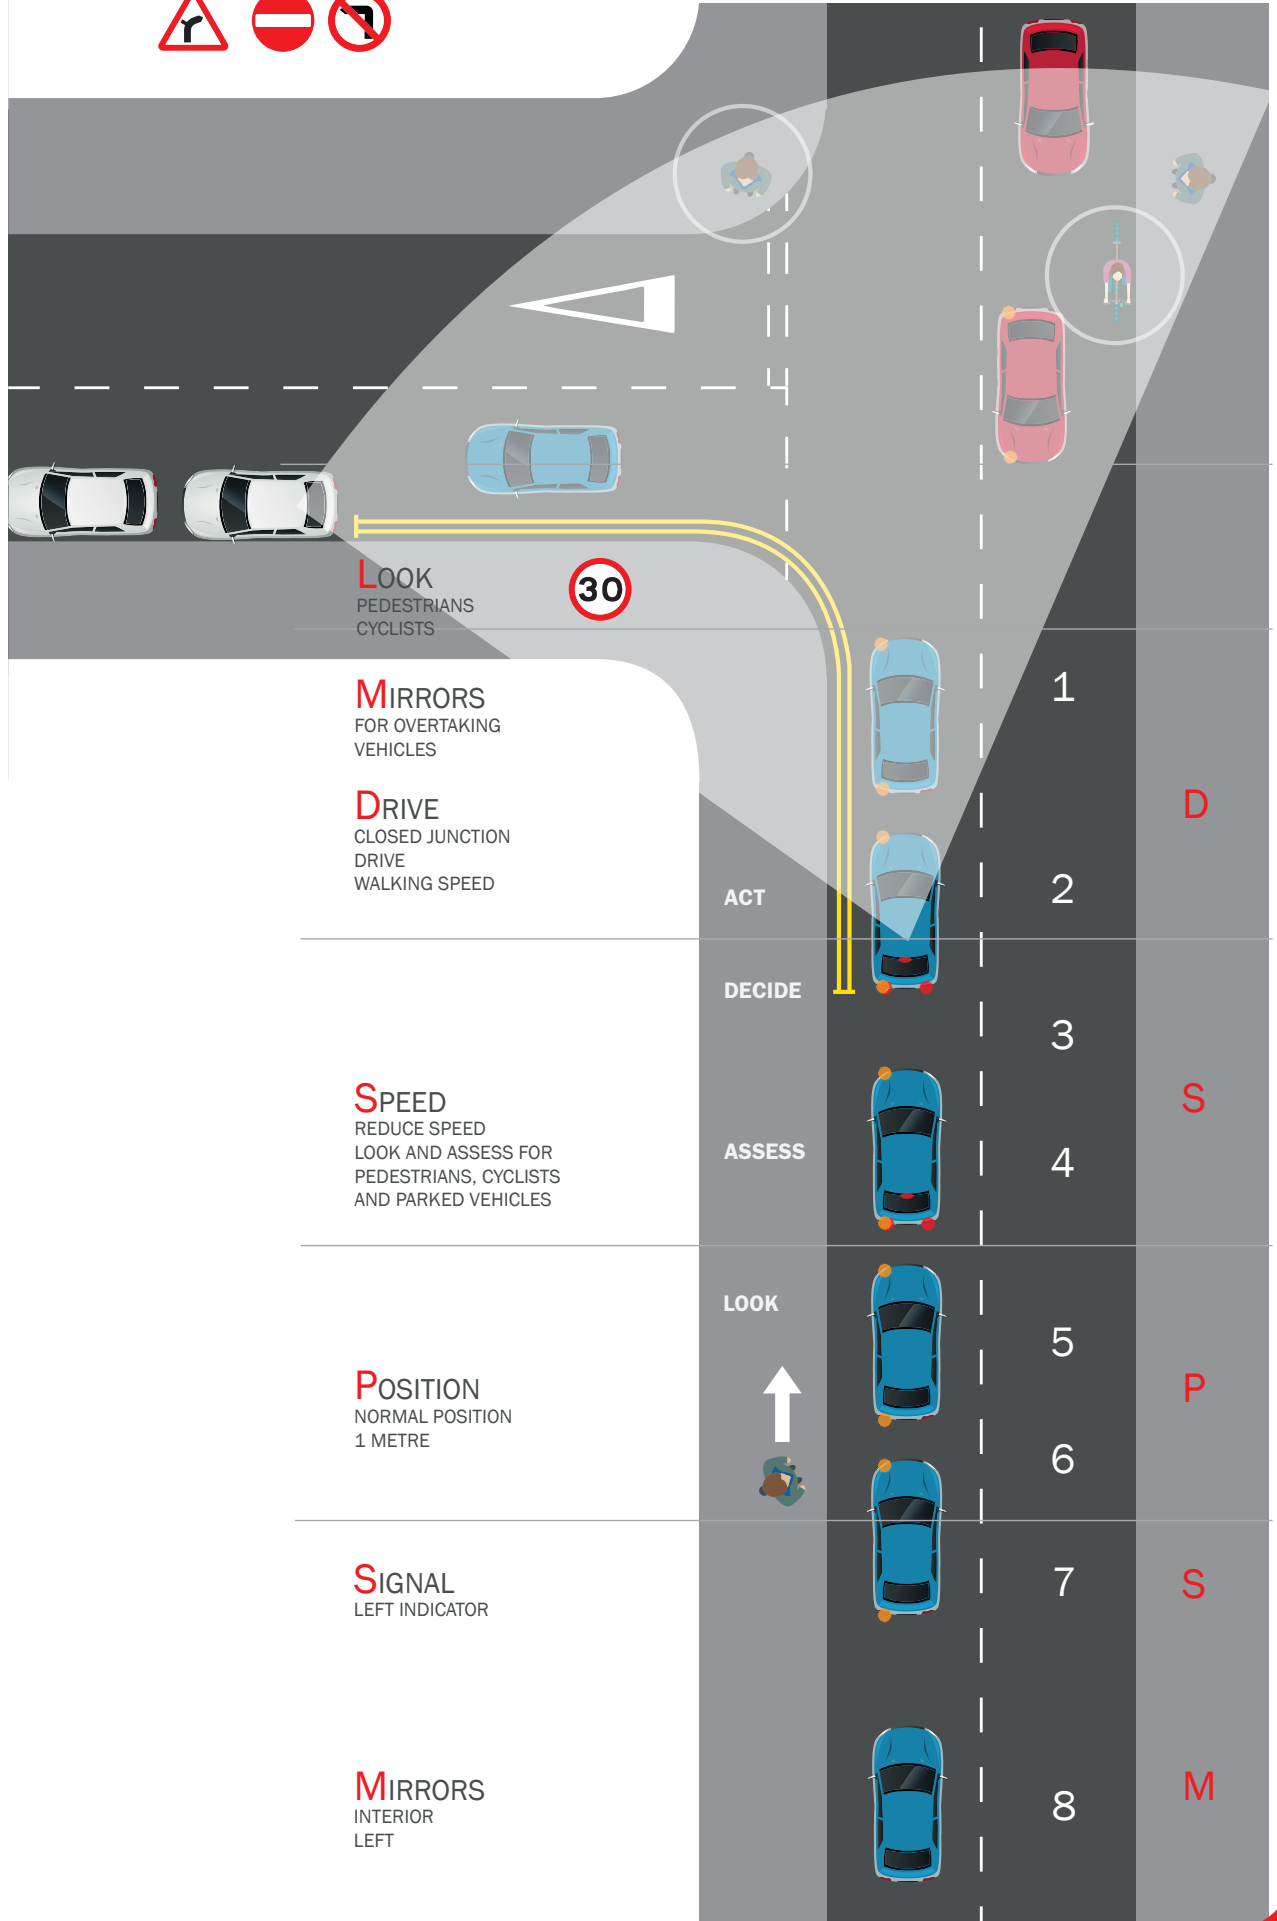 30
LOOK
PEDESTRIANS
CYCLISTS
1
MIRRORS
FOR OVERTAKING
VEHICLES
D
DRIVE
CLOSED JUNCTION
DRIVE
WALKING SPEED
ACT
2
DECIDE
3
SPEED
REDUCE SPEED
LOOK AND ASSESS FOR
PEDESTRIANS, CYCLISTS
AND PARKED VEHICLES
ASSESS
4
S
LOOK
5
POSITION
NORMAL POSITION
1 METRE
P
6
SIGNAL
LEFT INDICATOR
7
S
MIRRORS
INTERIOR
LEFT
8
M